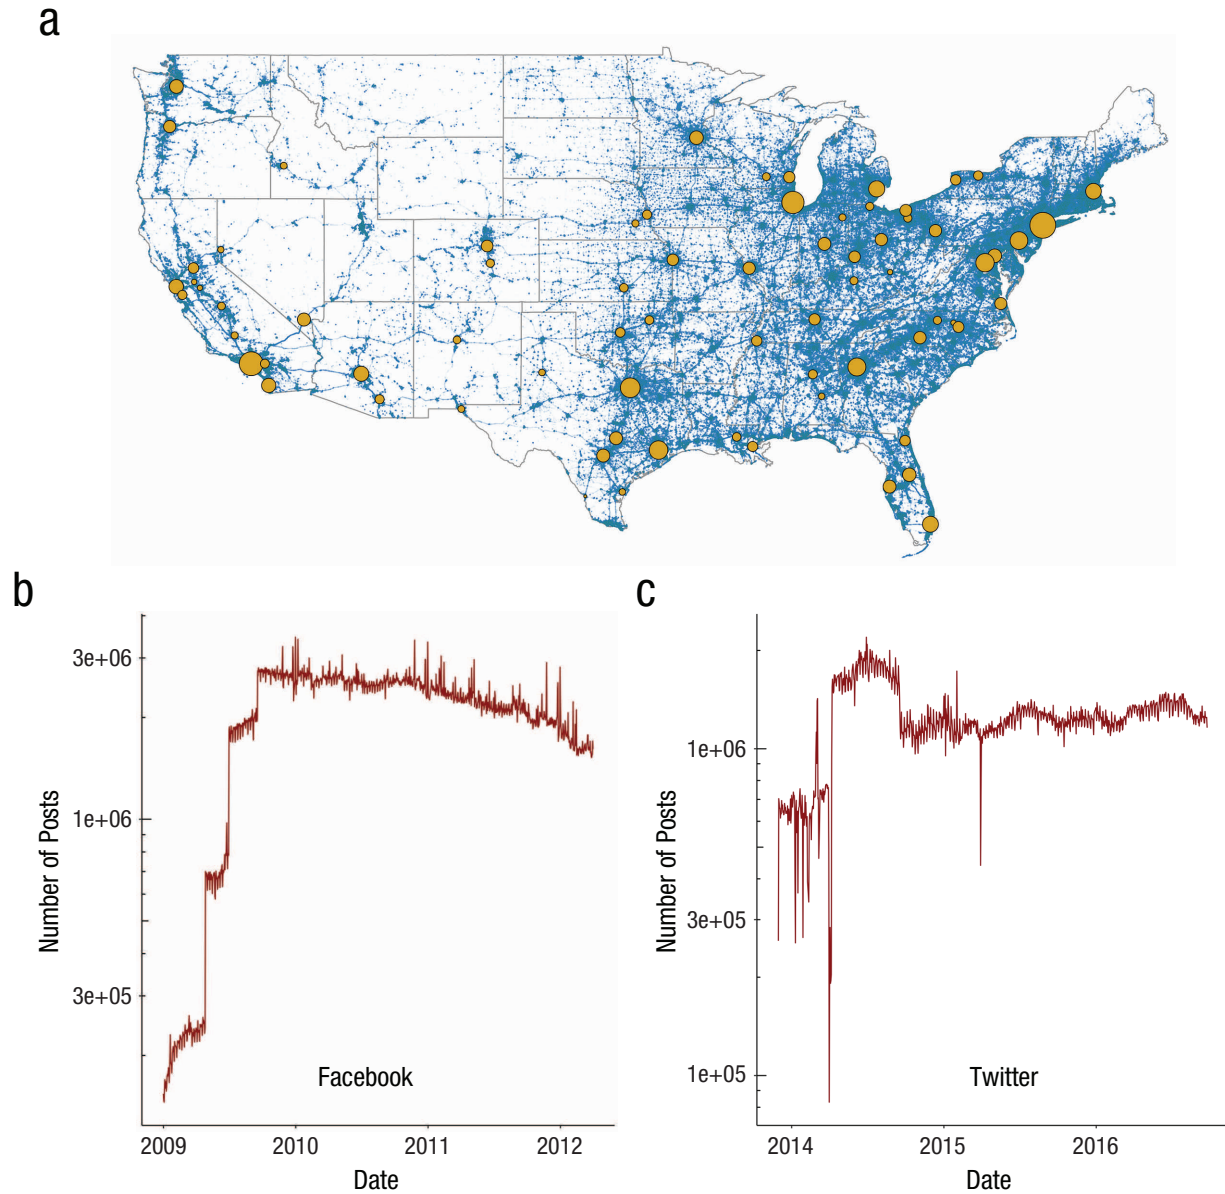 a
b
3e+06
1e+06
3e+05
Number of Posts
Facebook
2009 2010 2011 2012
Date
c
1e+06
3e+05
1e+05
Number of Posts
Twitter
2014 2015 2016
Date